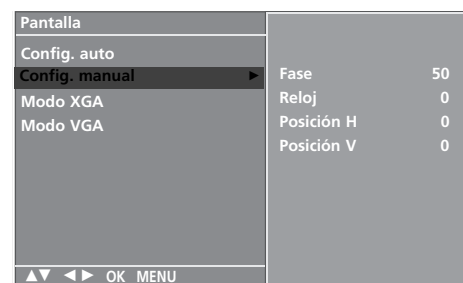 Pantalla
Config. auto
Config. manual ►
Modo XGA
Modo VGA
Fase 50
Reloj 0
Posición H 0
Posición V 0
▲▼ ◄► OK MENU